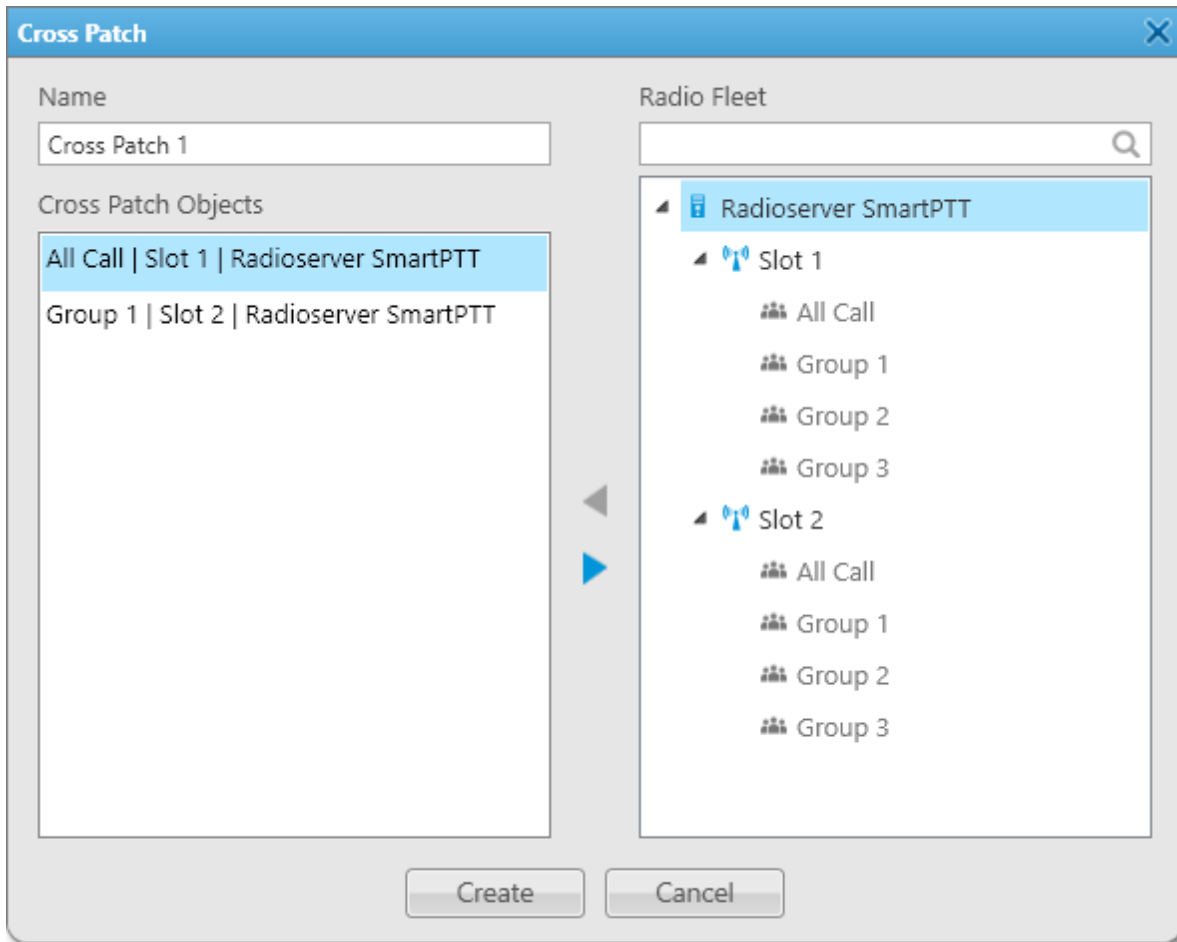 Cross Patch
Name
Cross Patch 1
Cross Patch Objects
All Call | Slot 1 | Radioserver SmartPTT
Group 1 | Slot 2 | Radioserver SmartPTT
Radio Fleet
Radioserver SmartPTT
Slot 1
All Call
Group 1
Group 2
Group 3
Slot 2
All Call
Group 1
Group 2
Group 3
Create
Cancel